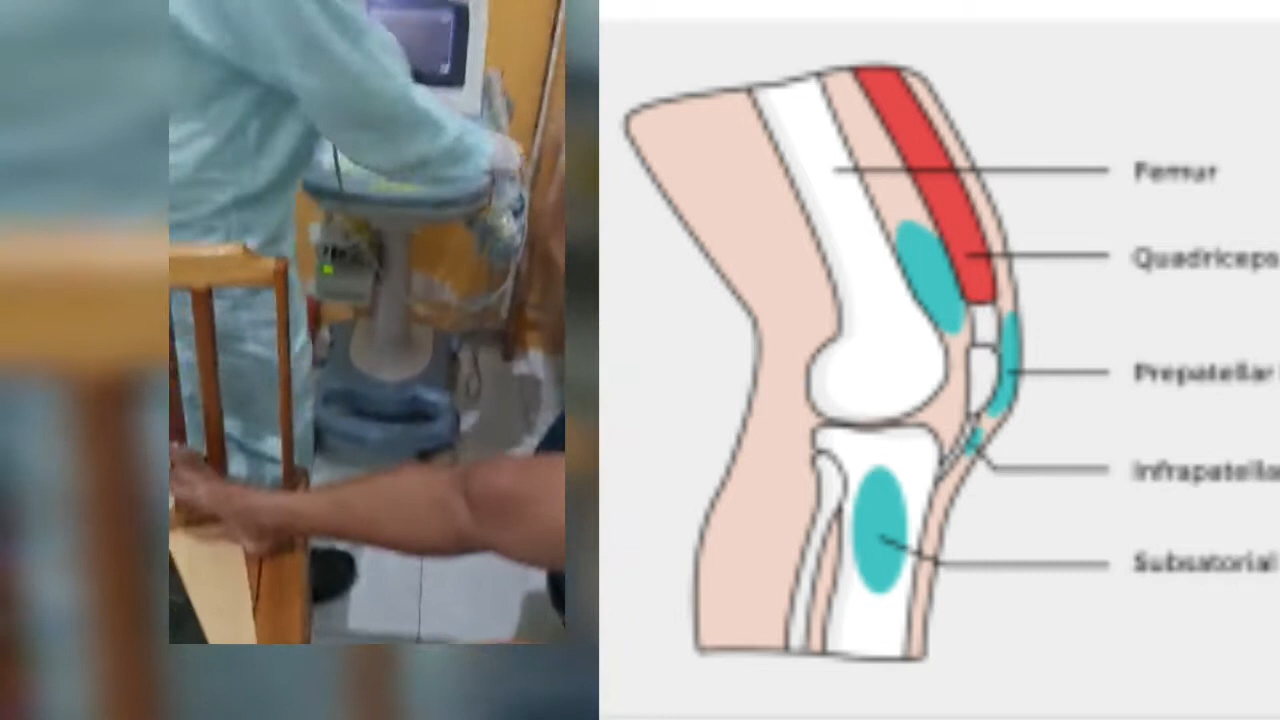 Femur
Quadriceps
Prepatellar
Infrapatella
Subsatorial